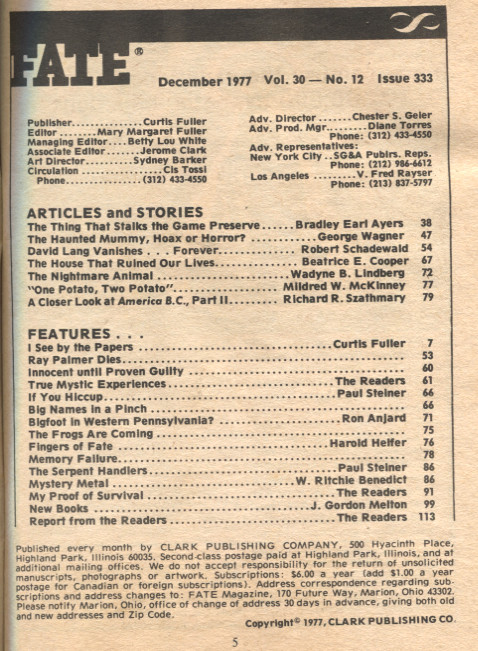 FATE®
December 1977 Vol. 30 — No. 12 Issue 333
Publisher...............Curtis Fuller
Editor .........Mary Margaret Fuller
Managing Editor....Betty Lou White
Associate Editor .......Jerome Clark
Art Director..........Sydney Barker
Circulation ...............Cis Tossi
Phone.................(312) 433-4550
Adv. Director .......Chester S. Geier
Adv. Prod. Mgr.......Diane Torres
Phone: (312) 433-4550
Adv. Representatives:
New York City ..SG&A Publrs. Reps.
Phone: (212) 986-6612
Los Angeles .........V. Fred Rayser
Phone: (213) 837-5797
ARTICLES and STORIES
The Thing That Stalks the Game Preserve......Bradley Earl Ayers 38
The Haunted Mummy, Hoax or Horror? ............George Wagner 47
David Lang Vanishes . . . Forever.............. Robert Schadewald 54
The House That Ruined Our Lives............... Beatrice E. Cooper 67
The Nightmare Animal ..................... Wadyne B. Lindberg 72
"One Potato, Two Potato"................... Mildred W. McKinney 77
A Closer Look at America B.C., Part II......... Richard R. Szathmary 79
FEATURES . . .
I See by the Papers ............................... Curtis Fuller 7
Ray Palmer Dies.............................................. 53
Innocent until Proven Guilty ................................. 60
True Mystic Experiences.......................... The Readers 61
If You Hiccup................................... Paul Steiner 66
Big Names in a Pinch ........................................ 66
Bigfoot in Western Pennsylvania? ................. Ron Anjard 71
The Frogs Are Coming ........................................ 75
Fingers of Fate ................................ Harold Helfer 76
Memory Failure............................................... 78
The Serpent Handlers............................ Paul Steiner 86
Mystery Metal ............................ W. Ritchie Benedict 86
My Proof of Survival ............................ The Readers 91
New Books ................................. J. Gordon Melton 99
Report from the Readers ......................... The Readers 113
Published every month by CLARK PUBLISHING COMPANY, 500 Hyacinth Place,
Highland Park, Illinois 60035. Second-class postage paid at Highland Park, Illinois, and at
additional mailing offices. We do not accept responsibility for the return of unsolicited
manuscripts, photographs or artwork. Subscriptions: $6.00 a year (add $1.00 a year
postage for Canadian or foreign subscriptions). Address correspondence regarding sub-
scriptions and address changes to: FATE Magazine, 170 Future Way, Marion, Ohio 43302.
Please notify Marion, Ohio, office of change of address 30 days in advance, giving both old
and new addresses and Zip Code.
Copyright© 1977, CLARK PUBLISHING CO.
5